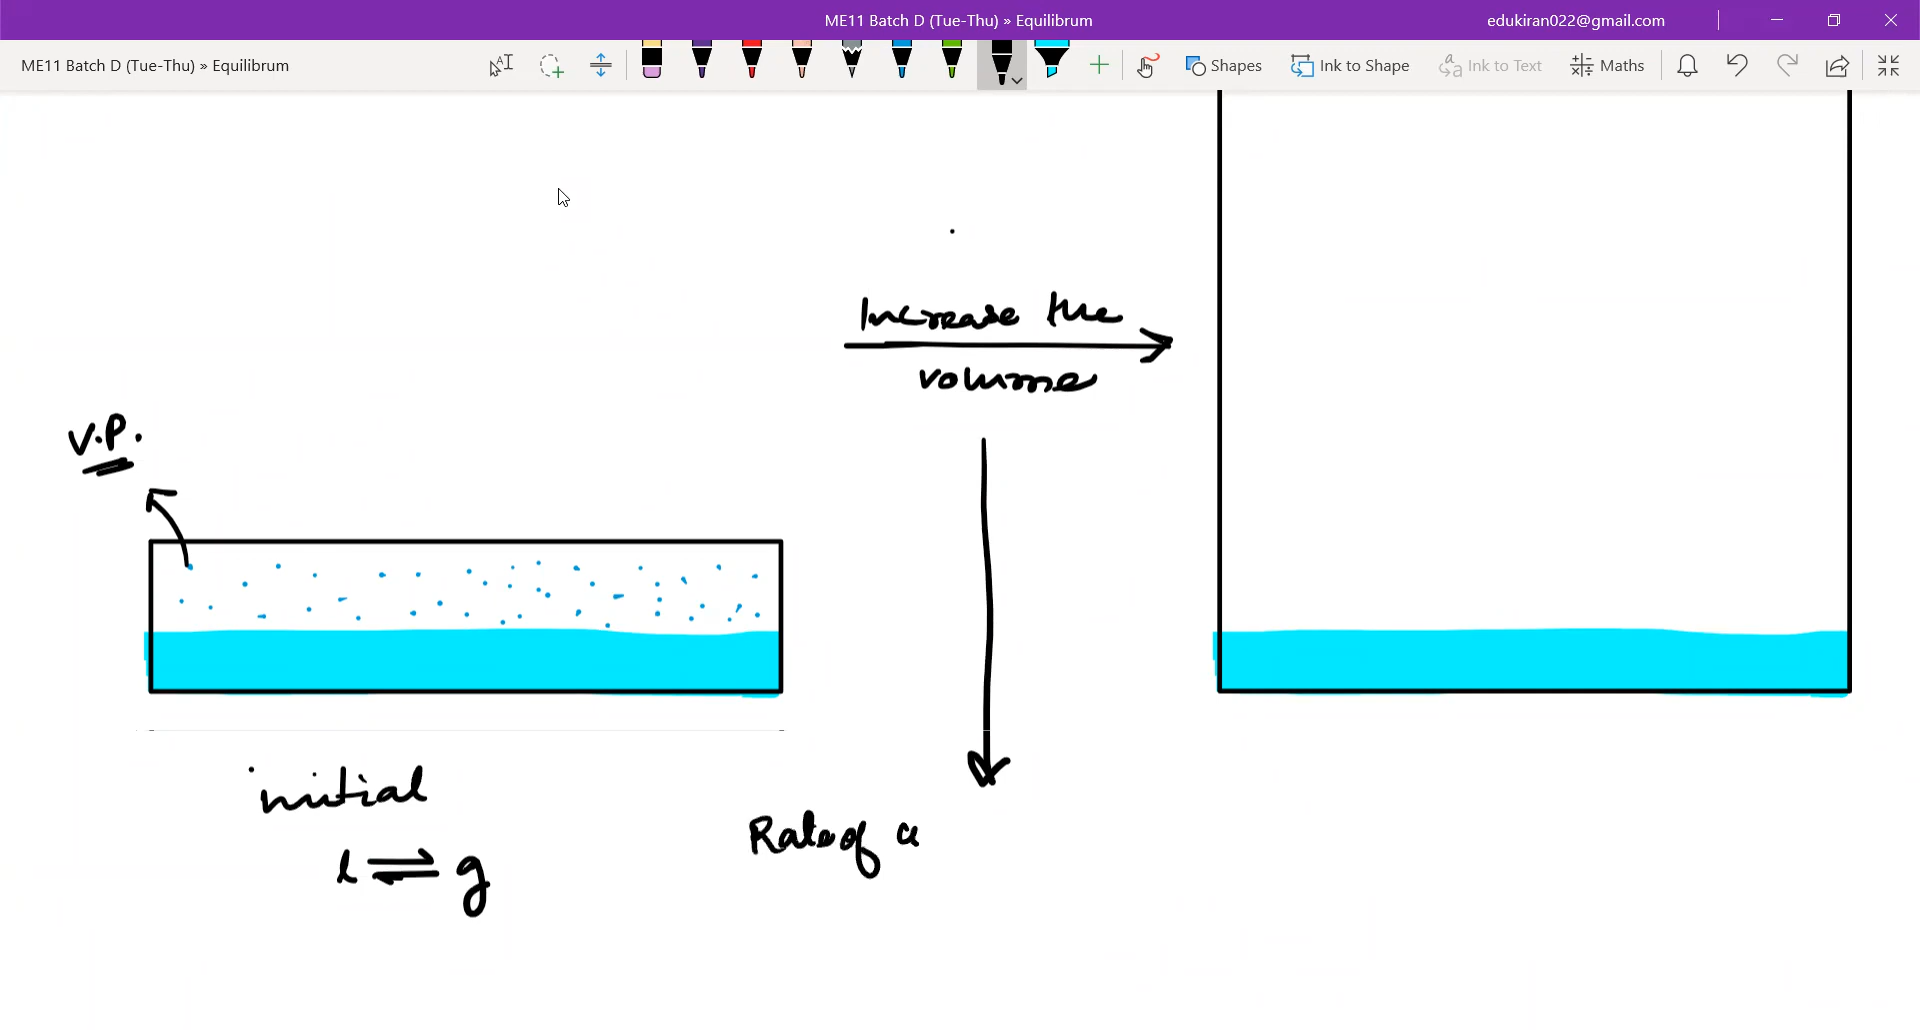 ME11 Batch D (Tue-Thu) » Equilibrum
edukiran022@gmail.com
ME11 Batch D (Tue-Thu) » Equilibrum
Shapes
Ink to Shape
Ink to Text
Maths
Increase the
volume
V.P.
initial
l ⇌ g
Rate of a